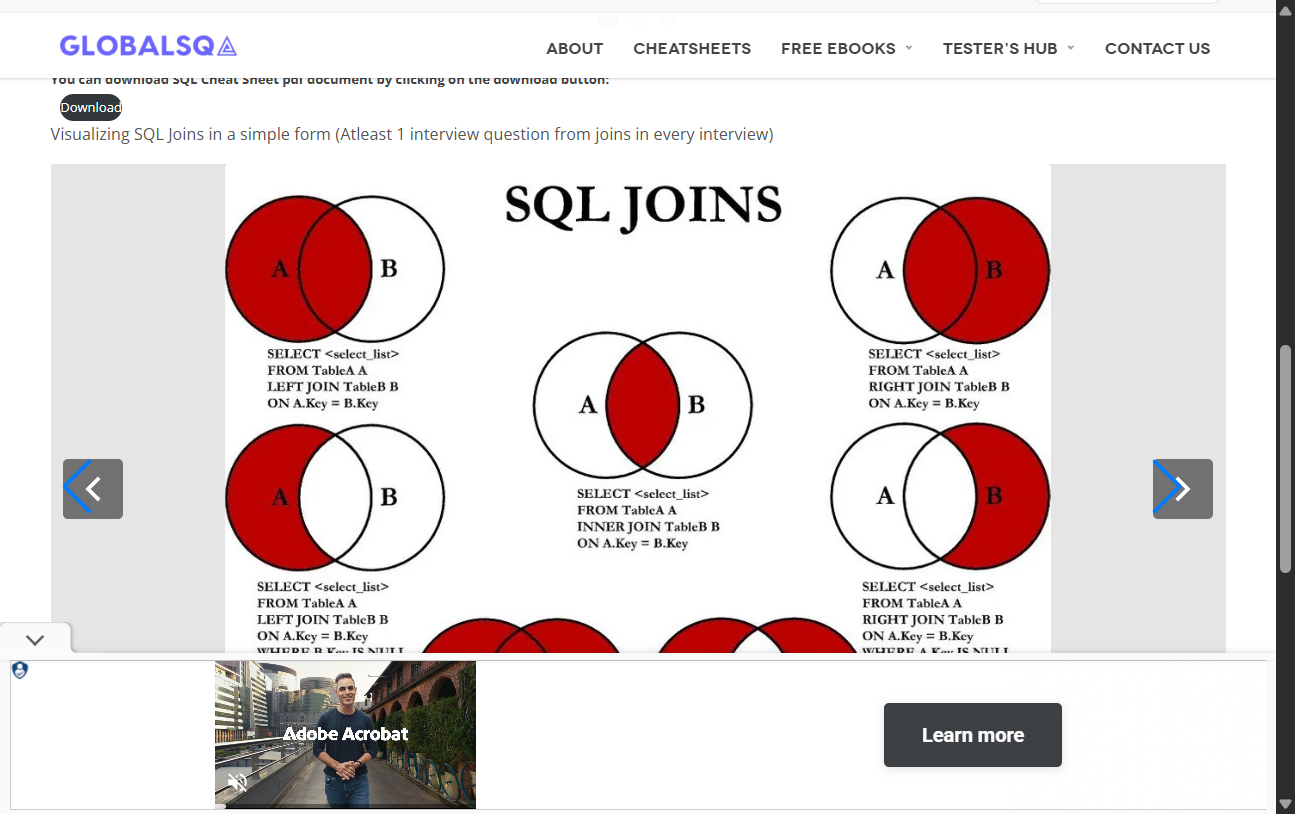 GLOBALSQA
ABOUT CHEATSHEETS FREE EBOOKS TESTER'S HUB CONTACT US
You can download SQL Cheat Sheet pdf document by clicking on the download button:
Download
Visualizing SQL Joins in a simple form (Atleast 1 interview question from joins in every interview)
SQL JOINS
A B
SELECT <select_list>
FROM TableA A
LEFT JOIN TableB B
ON A.Key = B.Key
A B
SELECT <select_list>
FROM TableA A
RIGHT JOIN TableB B
ON A.Key = B.Key
A B
SELECT <select_list>
FROM TableA A
INNER JOIN TableB B
ON A.Key = B.Key
A B
SELECT <select_list>
FROM TableA A
LEFT JOIN TableB B
ON A.Key = B.Key
WHERE B.Key IS NULL
A B
SELECT <select_list>
FROM TableA A
RIGHT JOIN TableB B
ON A.Key = B.Key
WHERE A.Key IS NULL
Adobe Acrobat
Learn more